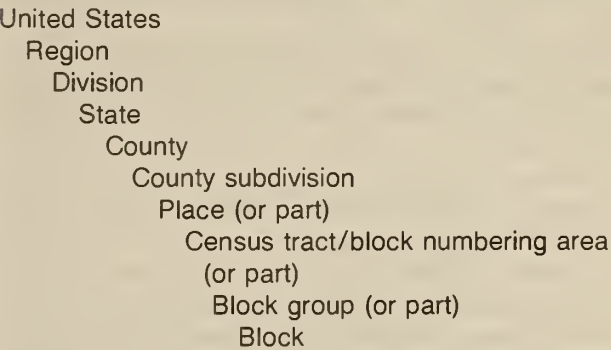 United States
Region
Division
State
County
County subdivision
Place (or part)
Census tract/block numbering area
(or part)
Block group (or part)
Block